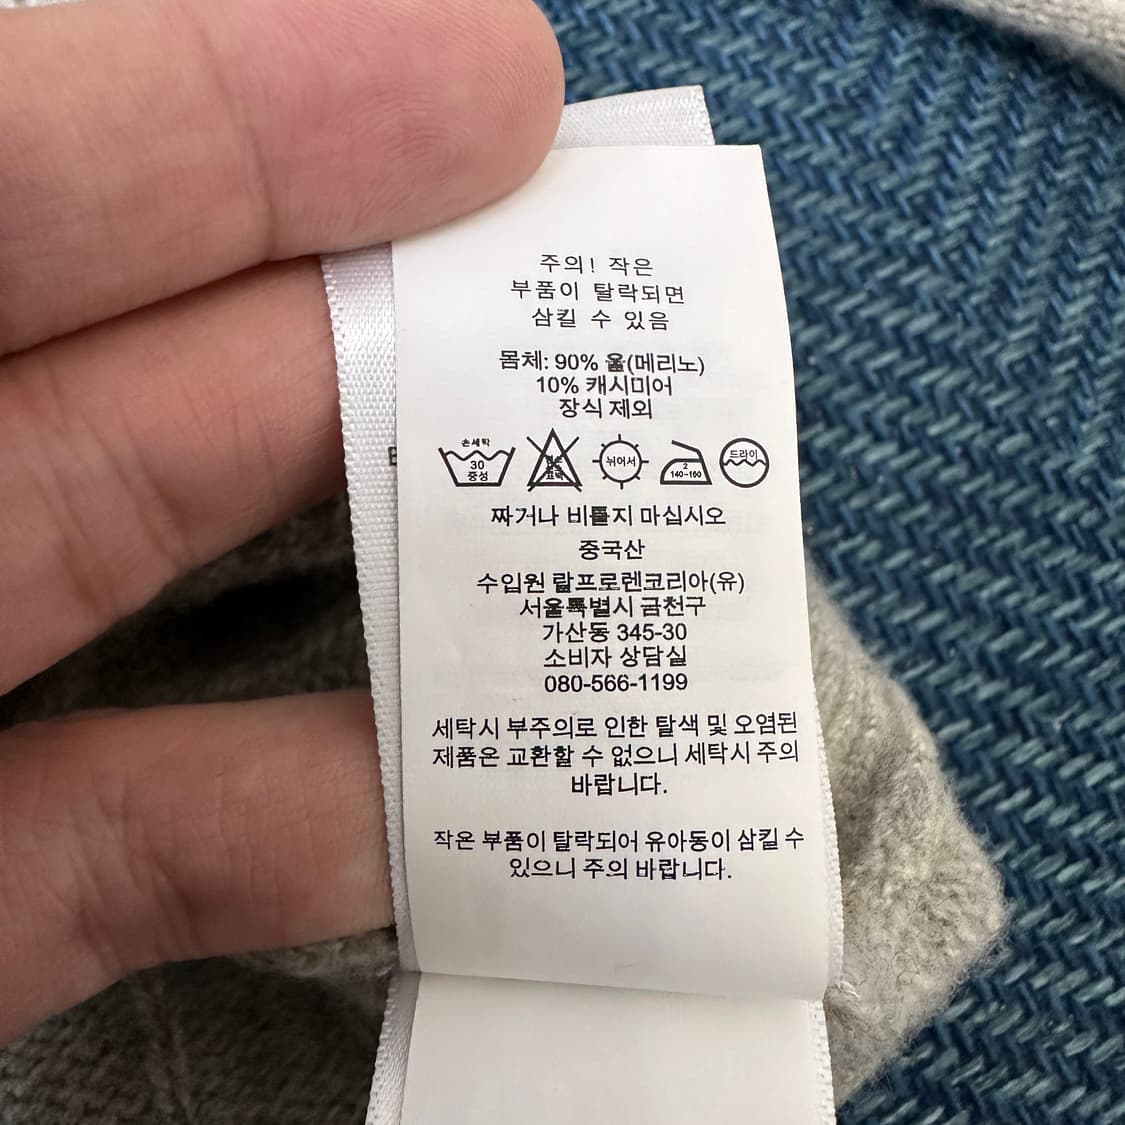 주의! 작은
부품이 탈락되면
삼킬 수 있음
몸체: 90% 울(메리노)
10% 캐시미어
장식 제외
손세탁
30
중성
뉘어서
2
140-160
드라이
짜거나 비틀지 마십시오
중국산
수입원 랄프로렌코리아(유)
서울특별시 금천구
가산동 345-30
소비자 상담실
080-566-1199
세탁시 부주의로 인한 탈색 및 오염된
제품은 교환할 수 없으니 세탁시 주의
바랍니다.
작은 부품이 탈락되어 유아동이 삼킬 수
있으니 주의 바랍니다.